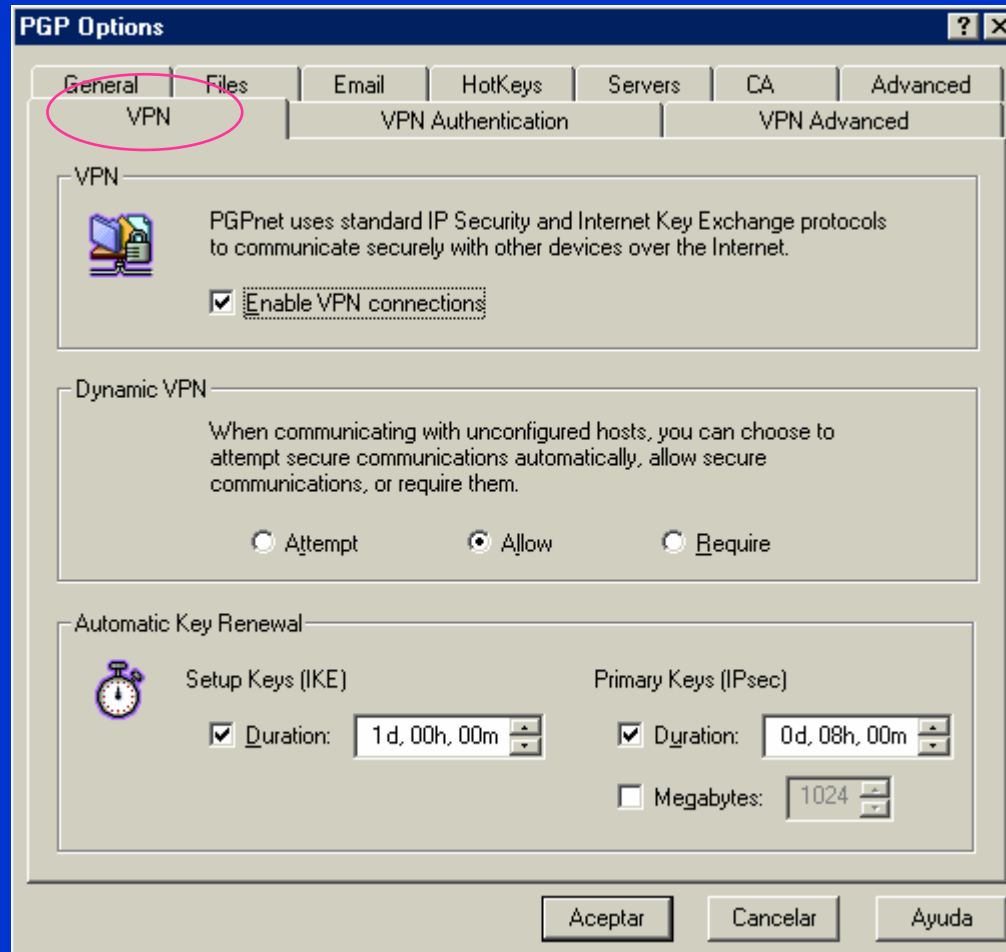 PGP Options
General Files Email HotKeys Servers CA Advanced
VPN VPN Authentication VPN Advanced
VPN
PGPnet uses standard IP Security and Internet Key Exchange protocols
to communicate securely with other devices over the Internet.
Enable VPN connections
Dynamic VPN
When communicating with unconfigured hosts, you can choose to
attempt secure communications automatically, allow secure
communications, or require them.
Attempt Allow Require
Automatic Key Renewal
Setup Keys (IKE) Primary Keys (IPsec)
Duration: 1d, 00h, 00m Duration: 0d, 08h, 00m
Megabytes: 1024
Aceptar Cancelar Ayuda